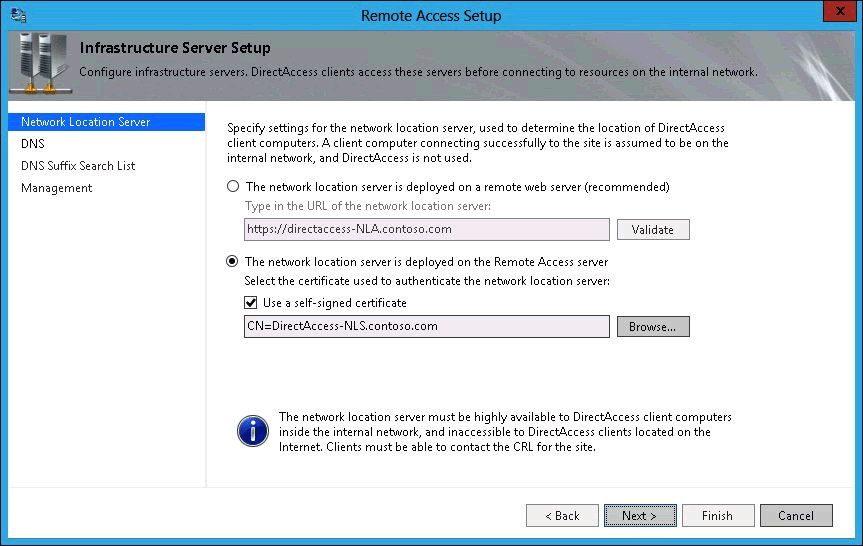 Remote Access Setup
x
Infrastructure Server Setup
Configure infrastructure servers. DirectAccess clients access these servers before connecting to resources on the internal network.
Network Location Server
DNS
DNS Suffix Search List
Management
Specify settings for the network location server, used to determine the location of DirectAccess
client computers. A client computer connecting successfully to the site is assumed to be on the
internal network, and DirectAccess is not used.
The network location server is deployed on a remote web server (recommended)
Type in the URL of the network location server:
https://directaccess-NLA.contoso.com
Validate
The network location server is deployed on the Remote Access server
Select the certificate used to authenticate the network location server:
Use a self-signed certificate
CN=DirectAccess-NLS.contoso.com
Browse...
The network location server must be highly available to DirectAccess client computers
inside the internal network, and inaccessible to DirectAccess clients located on the
Internet. Clients must be able to contact the CRL for the site.
< Back
Next >
Finish
Cancel